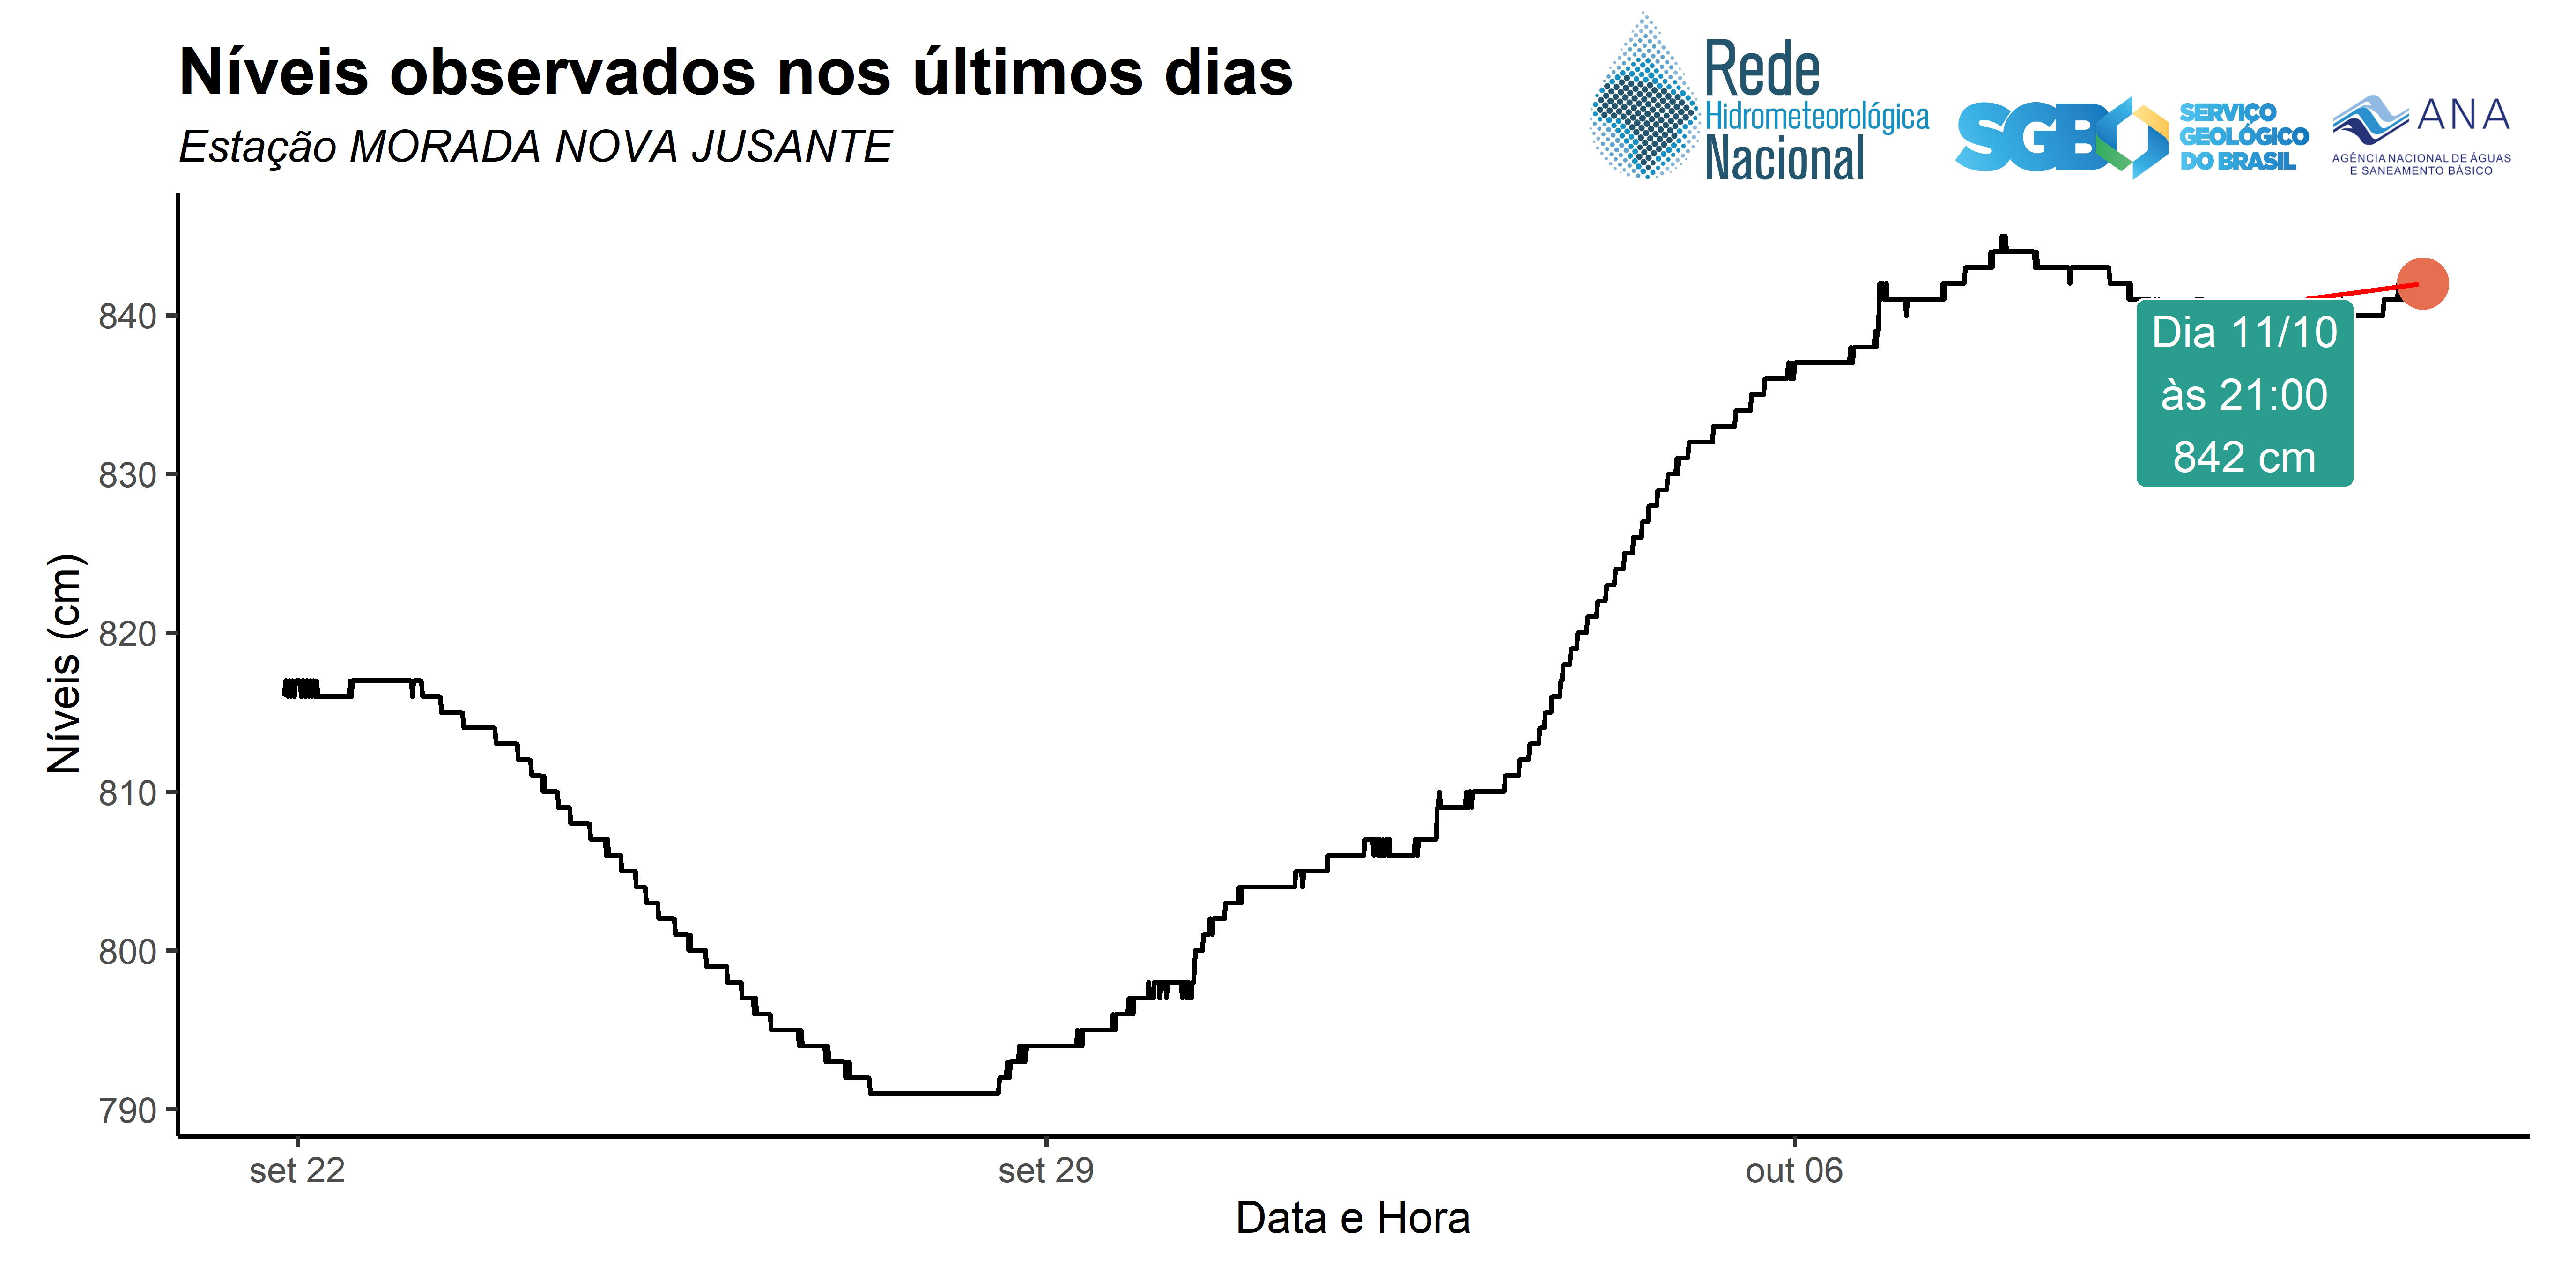 Níveis observados nos últimos dias
Estação MORADA NOVA JUSANTE
Rede
Hidrometeorológica
Nacional
SGB
SERVIÇO
GEOLÓGICO
DO BRASIL
ANA
AGÊNCIA NACIONAL DE ÁGUAS
E SANEAMENTO BÁSICO
Níveis (cm)
840
830
820
810
800
790
Dia 11/10
às 21:00
842 cm
set 22
set 29
out 06
Data e Hora